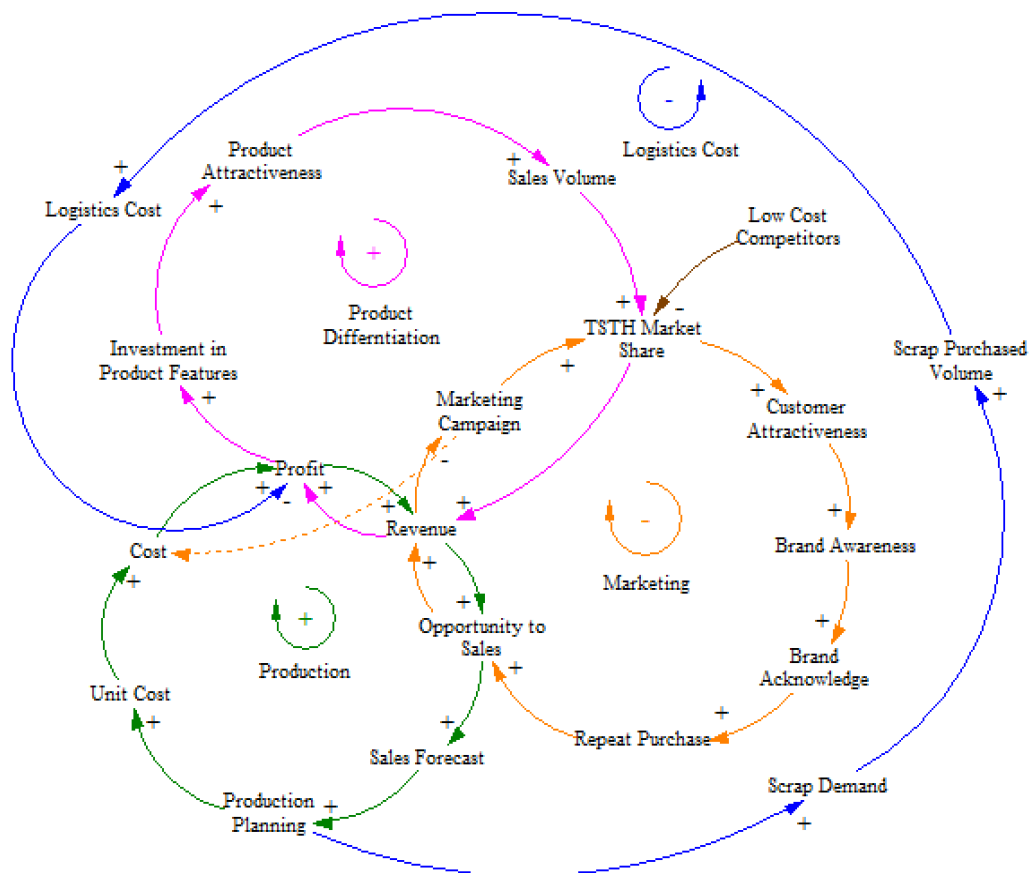 -
Logistics Cost
Product
Attractiveness
+
+
Sales Volume
Logistics Cost
+
Low Cost
Competitors
+
Product
Differntiation
+
-
TSTH Market
Share
Investment in
Product Features
+
Scrap Purchased
Volume
+
+
Marketing
Campaign
+
Customer
Attractiveness
-
Profit
+
+
-
+
+
Revenue
+
-
Marketing
+
Brand Awareness
Cost
+
+
+
Production
+
Opportunity to
Sales
+
+
Brand
Acknowledge
Unit Cost
+
+
+
Repeat Purchase
Sales Forecast
Scrap Demand
+
Production
Planning
+